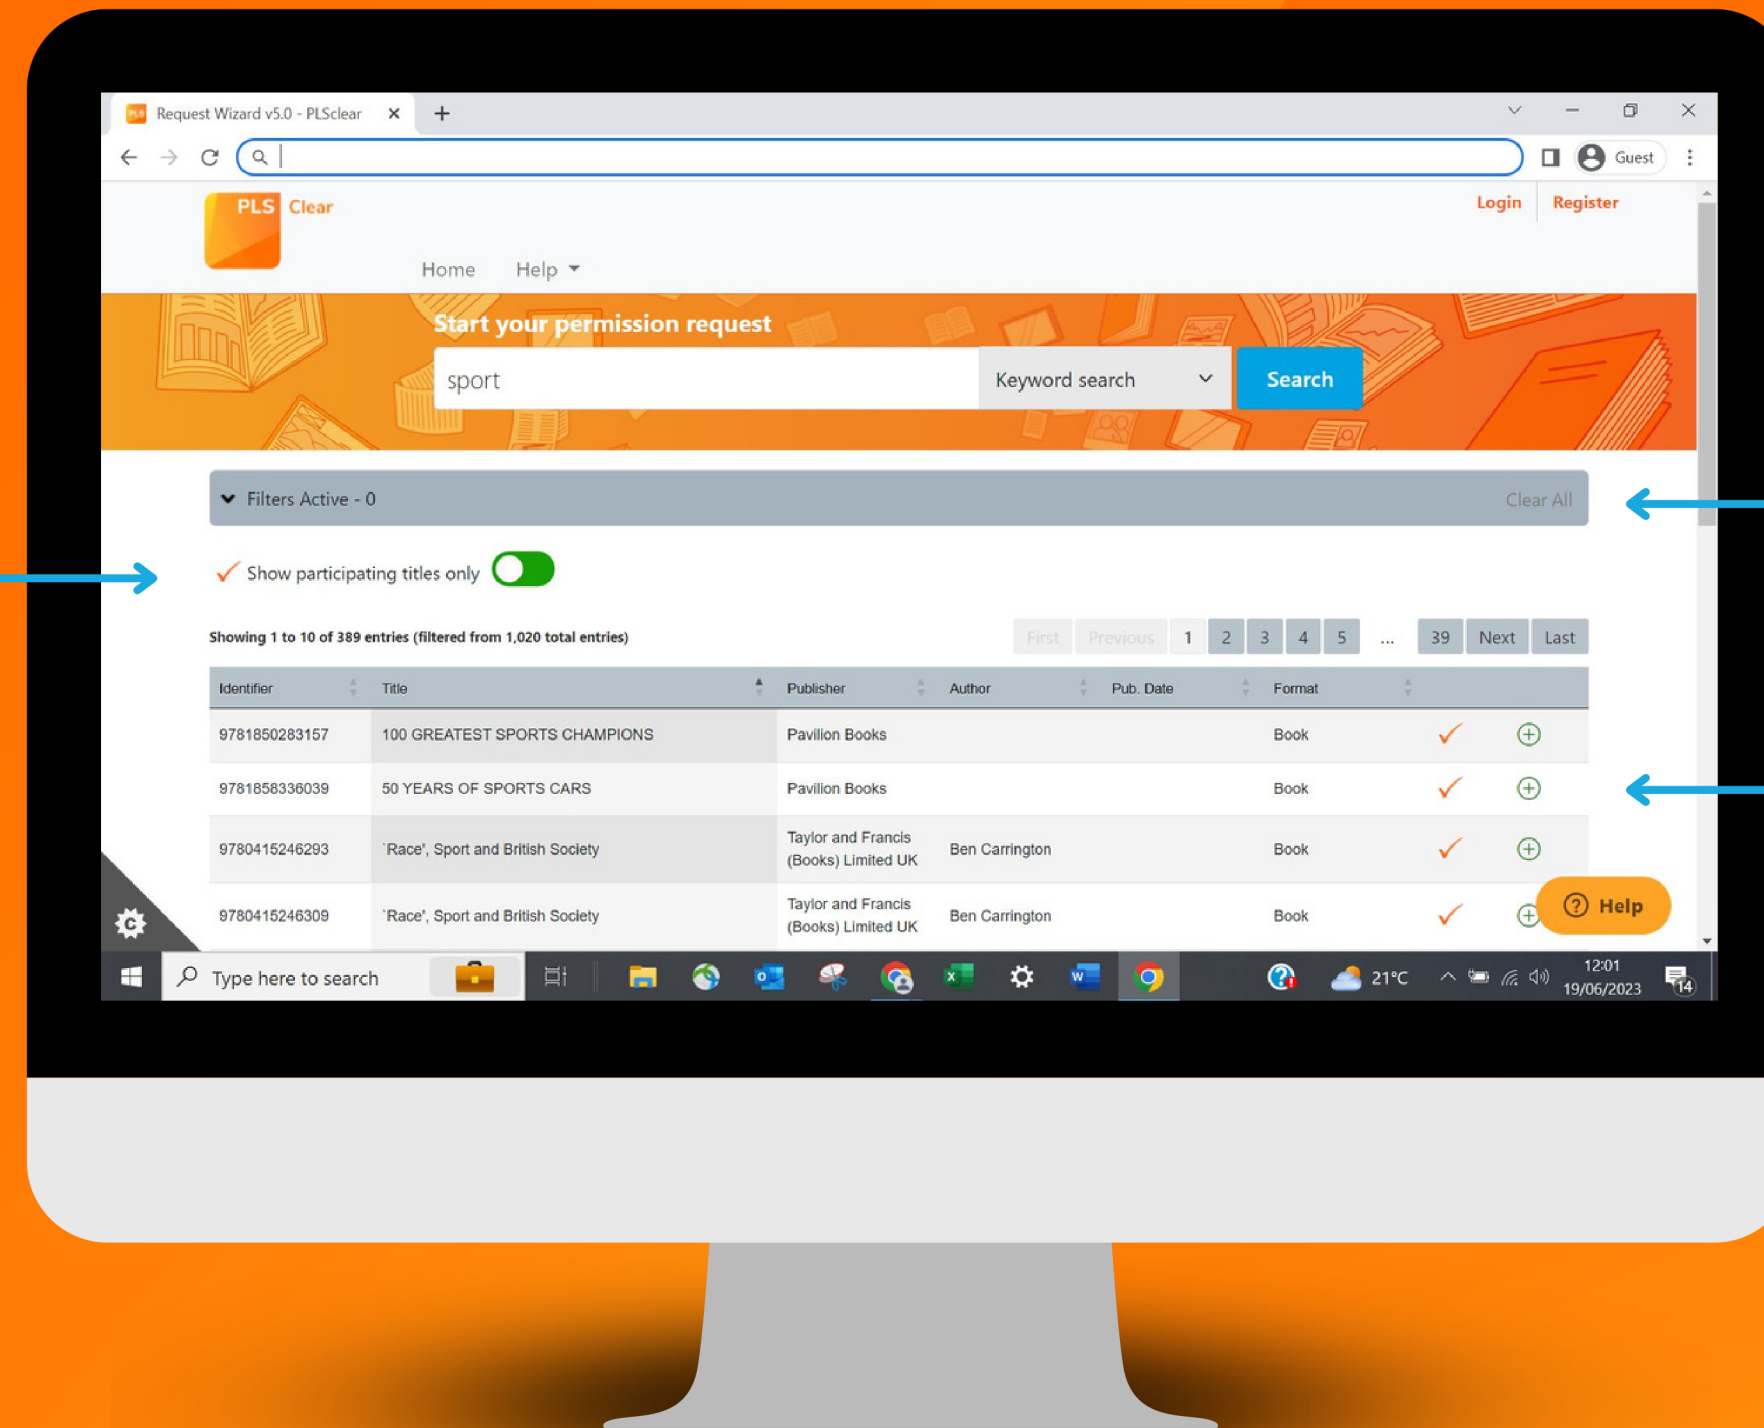 PLS Request Wizard v5.0 - PLSclear
Guest
PLS Clear
Login Register
Home Help
Start your permission request
sport Keyword search Search
Filters Active - 0 Clear All
Show participating titles only
Showing 1 to 10 of 389 entries (filtered from 1,020 total entries) First Previous 1 2 3 4 5 ... 39 Next Last
Identifier Title Publisher Author Pub. Date Format
9781850283157 100 GREATEST SPORTS CHAMPIONS Pavilion Books Book
9781858336039 50 YEARS OF SPORTS CARS Pavilion Books Book
9780415246293 `Race', Sport and British Society Taylor and Francis (Books) Limited UK Ben Carrington Book
9780415246309 `Race', Sport and British Society Taylor and Francis (Books) Limited UK Ben Carrington Book
Help
Type here to search 21°C 12:01
19/06/2023 14